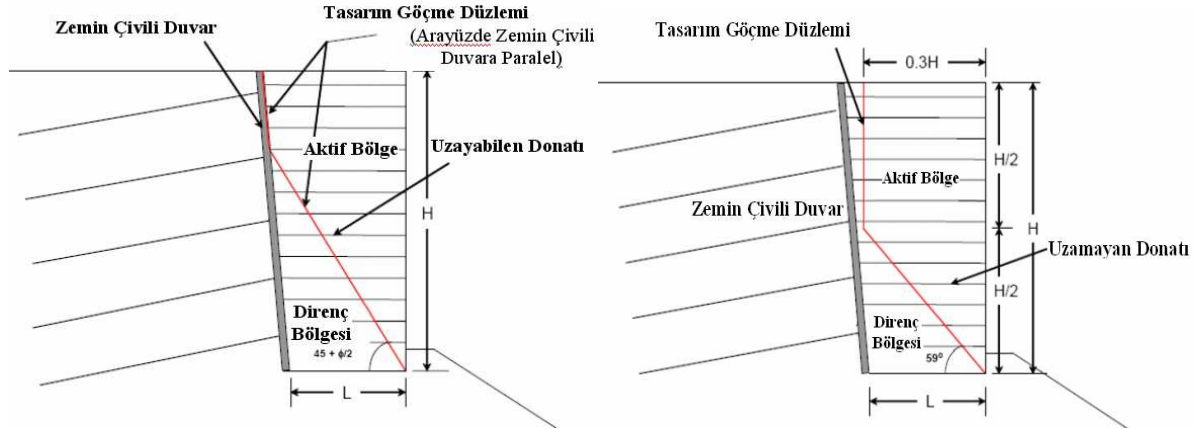 Tasarım Göçme Düzlemi
(Arayüzde Zemin Çivili
Duvara Paralel)
Zemin Çivili Duvar
Aktif Bölge
Uzayabilen Donatı
H
Direnç
Bölgesi
45 + ϕ/2
L
Tasarım Göçme Düzlemi
0.3H
H/2
Aktif Bölge
Zemin Çivili Duvar
H
Uzamayan Donatı
H/2
Direnç
Bölgesi
59⁰
L